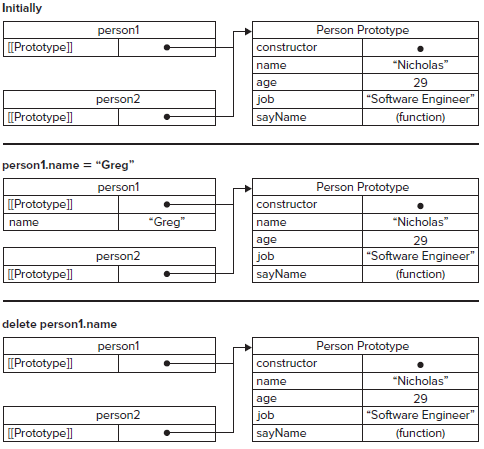 Initially
person1
[[Prototype]]
person2
[[Prototype]]
Person Prototype
constructor
name "Nicholas"
age 29
job "Software Engineer"
sayName (function)
person1.name = "Greg"
person1
[[Prototype]]
name "Greg"
person2
[[Prototype]]
Person Prototype
constructor
name "Nicholas"
age 29
job "Software Engineer"
sayName (function)
delete person1.name
person1
[[Prototype]]
person2
[[Prototype]]
Person Prototype
constructor
name "Nicholas"
age 29
job "Software Engineer"
sayName (function)